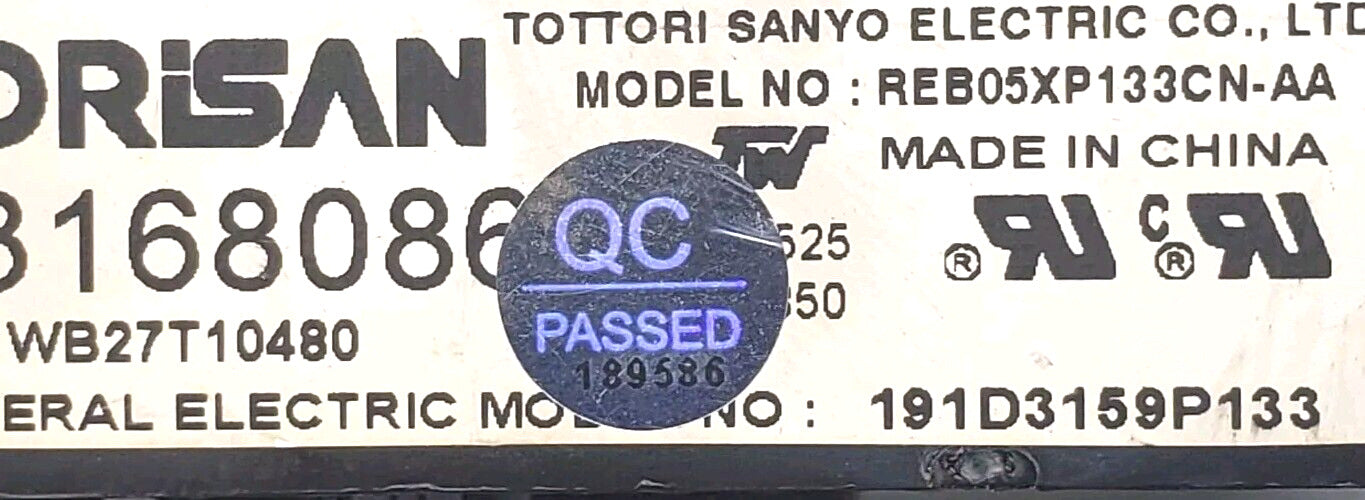 TOTTORI SANYO ELECTRIC CO., LTD
ORiSAN
MODEL NO : REB05XP133CN-AA
MADE IN CHINA
8168086
525
50
WB27T10480
QC
PASSED
189586
ERAL ELECTRIC MO NO : 191D3159P133